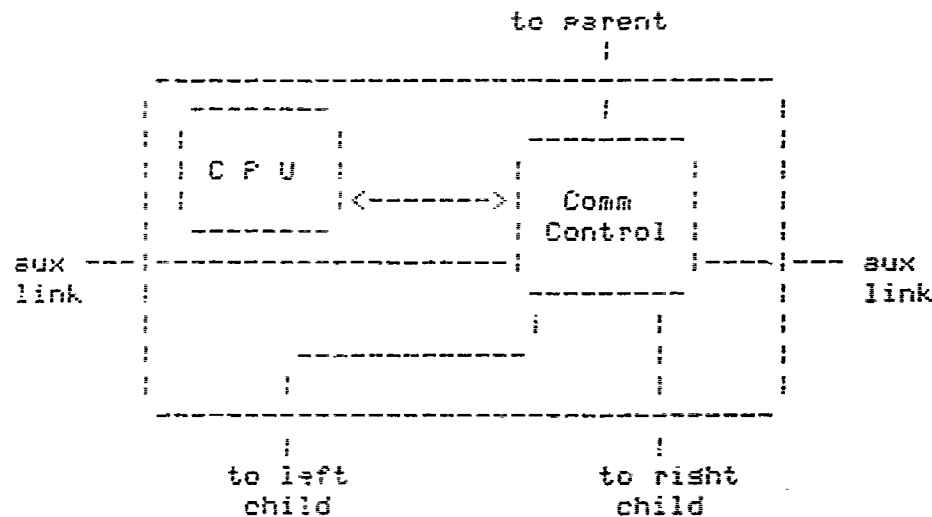 to parent
C P U
Comm
Control
aux
link
aux
link
to left
child
to right
child